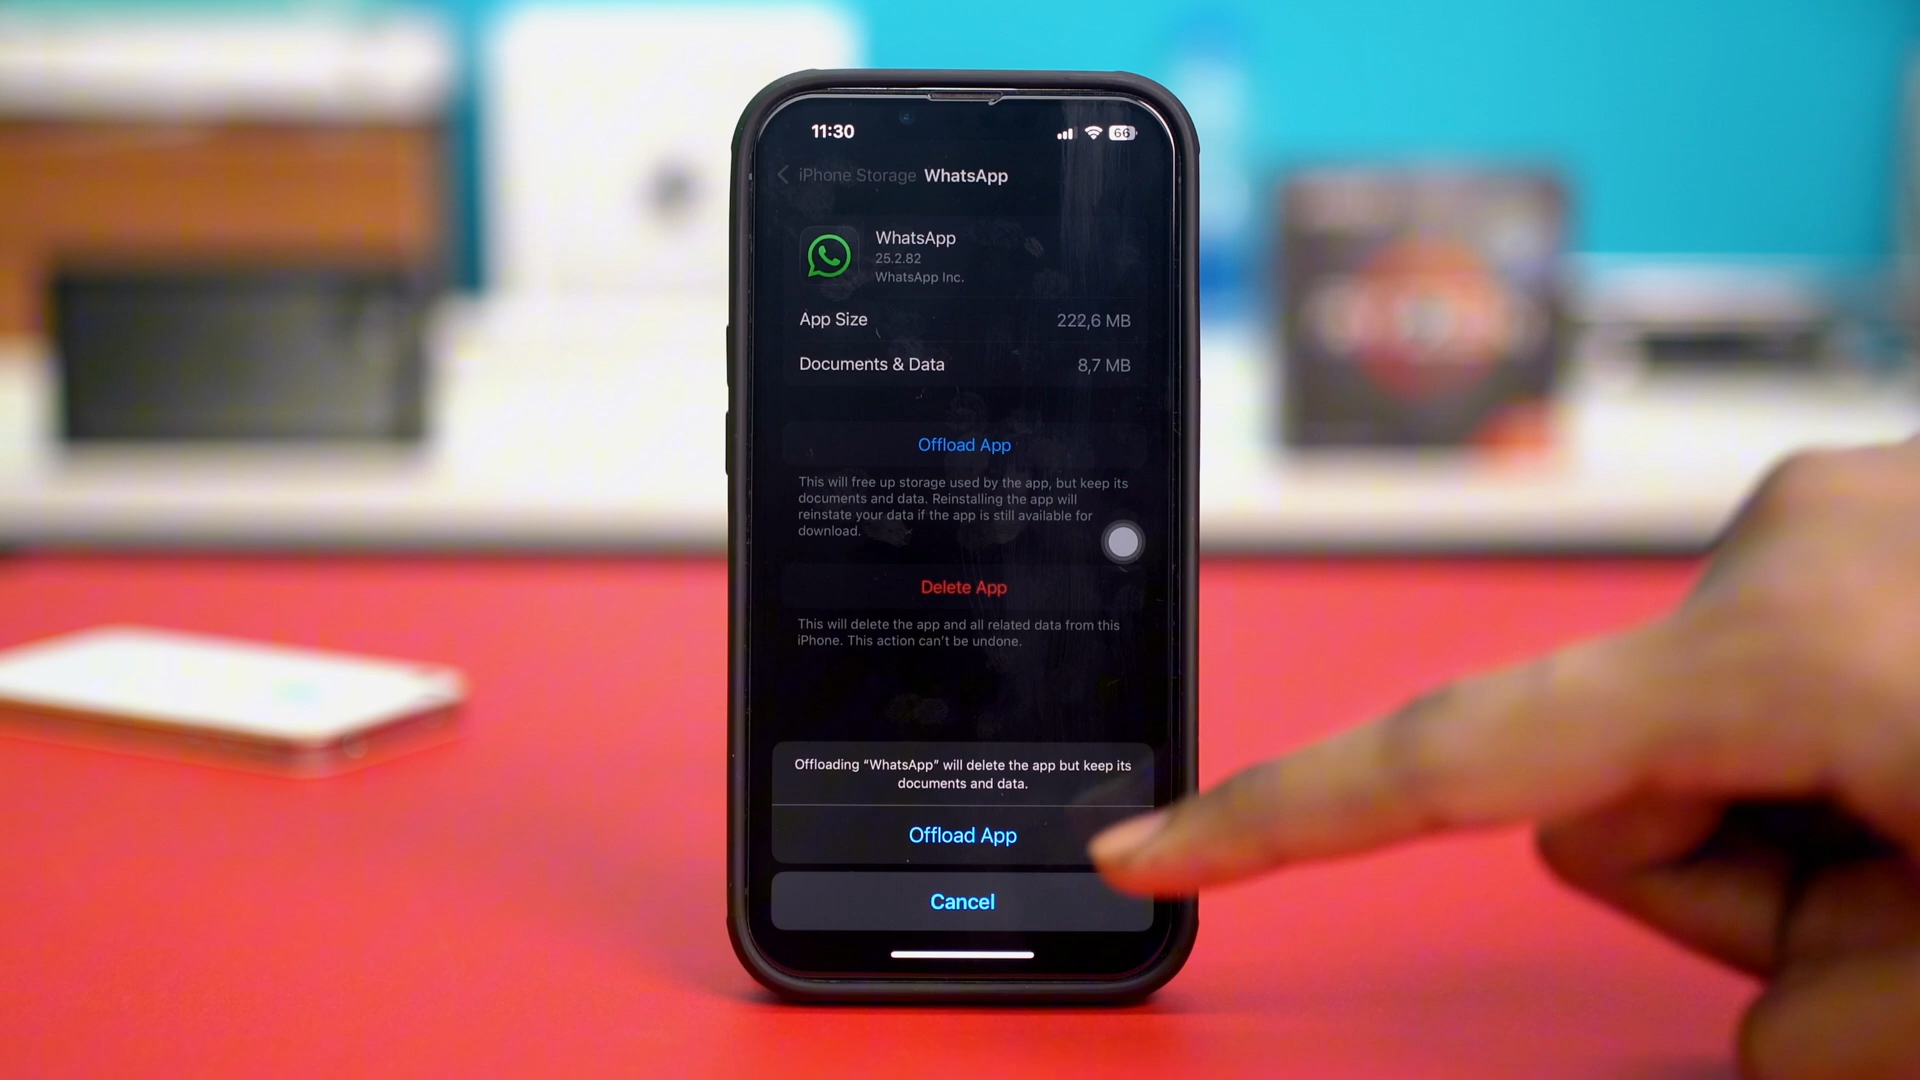 11:30
66
iPhone Storage WhatsApp
WhatsApp
25.2.82
WhatsApp Inc.
App Size 222,6 MB
Documents & Data 8,7 MB
Offload App
This will free up storage used by the app, but keep its
documents and data. Reinstalling the app will
reinstate your data if the app is still available for
download.
Delete App
This will delete the app and all related data from this
iPhone. This action can't be undone.
Offloading “WhatsApp” will delete the app but keep its
documents and data.
Offload App
Cancel